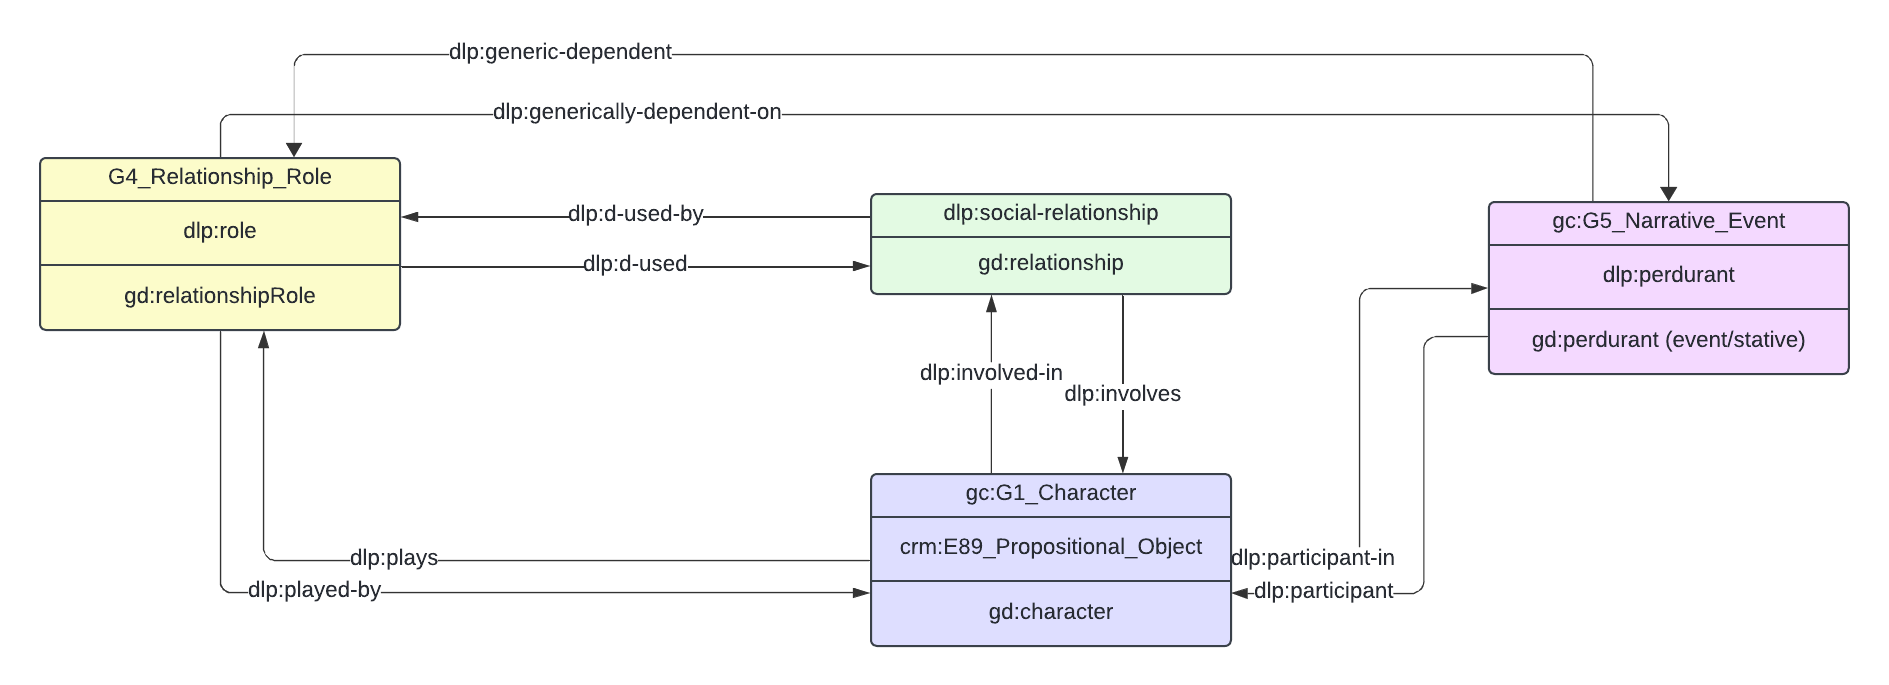 dlp:generic-dependent
dlp:generically-dependent-on
G4_Relationship_Role
dlp:role
gd:relationshipRole
dlp:d-used-by
dlp:d-used
dlp:social-relationship
gd:relationship
gc:G5_Narrative_Event
dlp:perdurant
gd:perdurant (event/stative)
dlp:involved-in
dlp:involves
gc:G1_Character
crm:E89_Propositional_Object
gd:character
dlp:plays
dlp:played-by
dlp:participant-in
dlp:participant